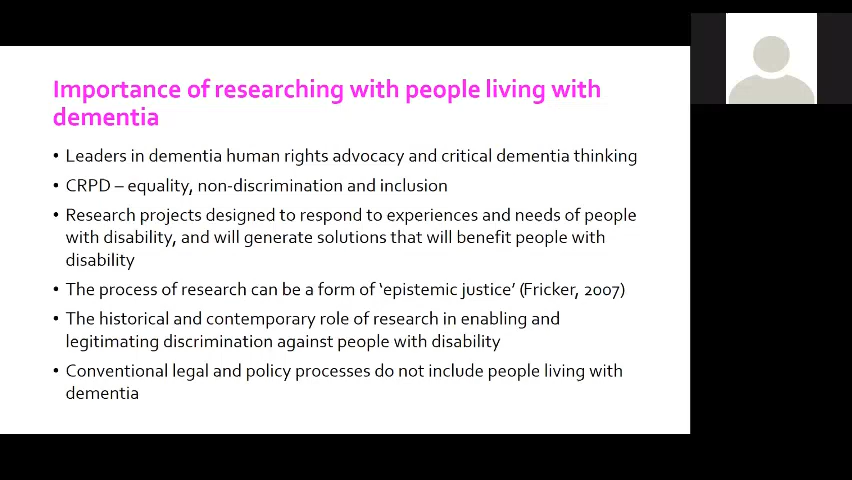 Importance of researching with people living with
dementia
• Leaders in dementia human rights advocacy and critical dementia thinking
• CRPD – equality, non-discrimination and inclusion
• Research projects designed to respond to experiences and needs of people
with disability, and will generate solutions that will benefit people with
disability
• The process of research can be a form of ‘epistemic justice’ (Fricker, 2007)
• The historical and contemporary role of research in enabling and
legitimating discrimination against people with disability
• Conventional legal and policy processes do not include people living with
dementia